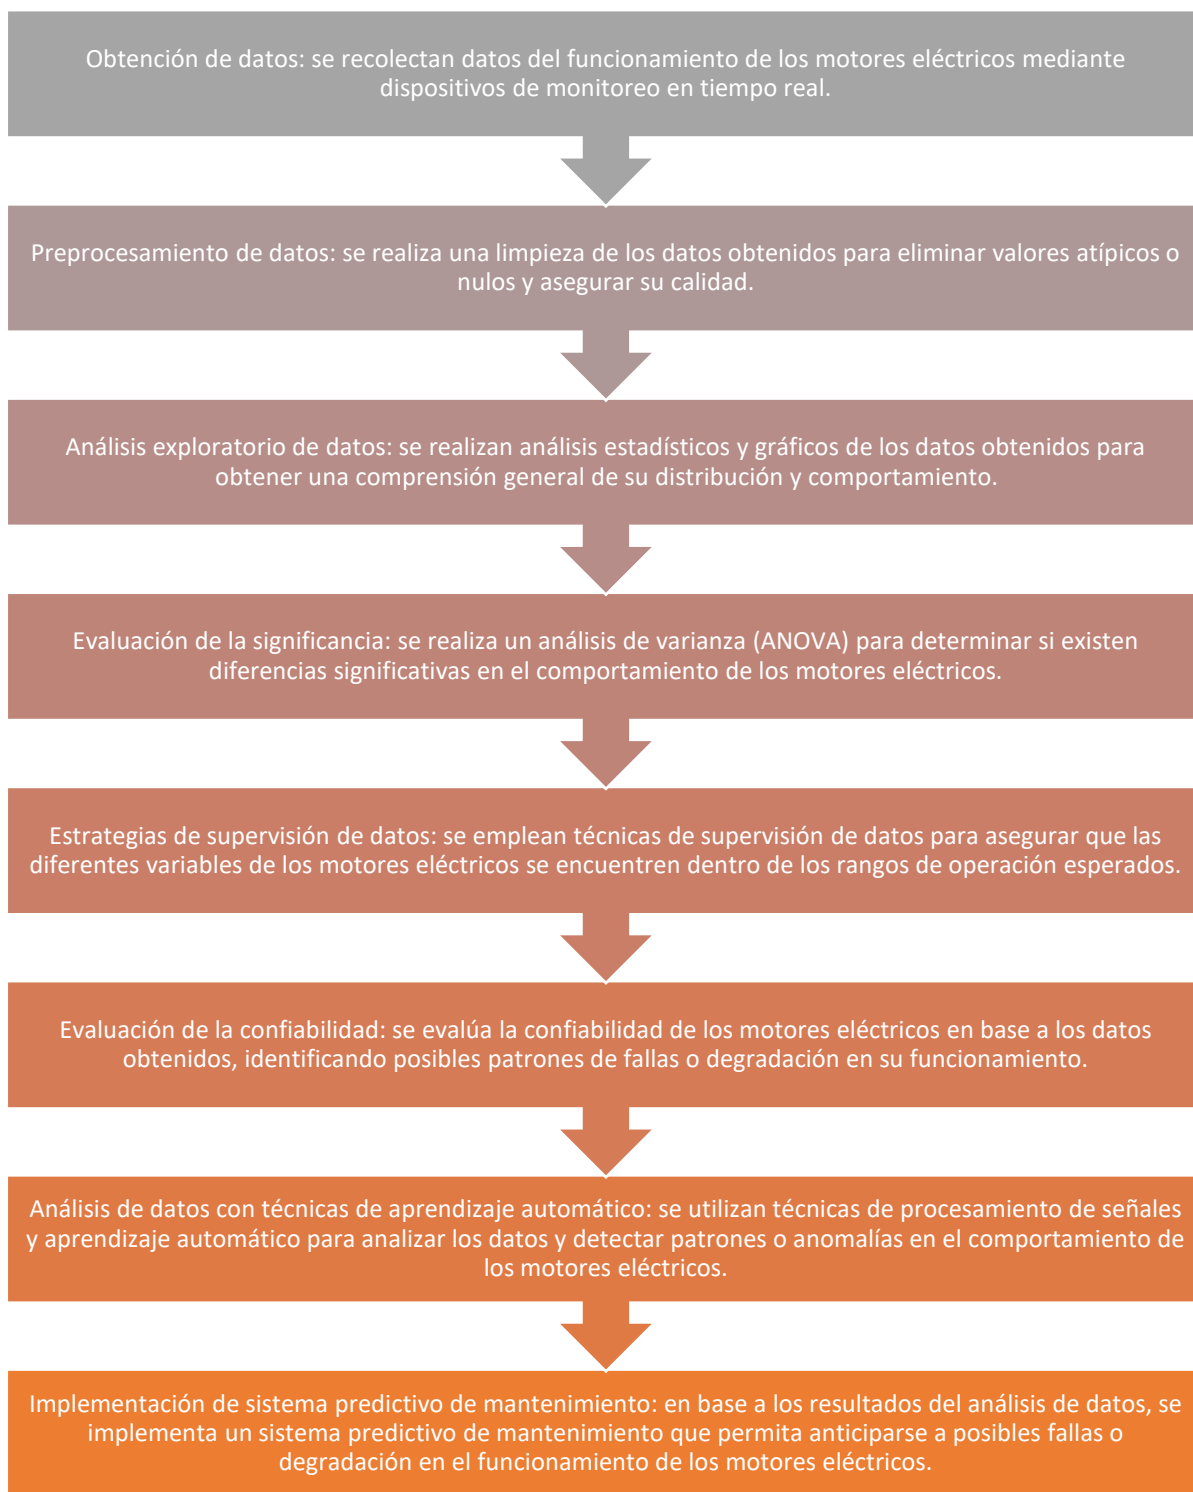 Obtención de datos: se recolectan datos del funcionamiento de los motores eléctricos mediante
dispositivos de monitoreo en tiempo real.
Preprocesamiento de datos: se realiza una limpieza de los datos obtenidos para eliminar valores atípicos o
nulos y asegurar su calidad.
Análisis exploratorio de datos: se realizan análisis estadísticos y gráficos de los datos obtenidos para
obtener una comprensión general de su distribución y comportamiento.
Evaluación de la significancia: se realiza un análisis de varianza (ANOVA) para determinar si existen
diferencias significativas en el comportamiento de los motores eléctricos.
Estrategias de supervisión de datos: se emplean técnicas de supervisión de datos para asegurar que las
diferentes variables de los motores eléctricos se encuentren dentro de los rangos de operación esperados.
Evaluación de la confiabilidad: se evalúa la confiabilidad de los motores eléctricos en base a los datos
obtenidos, identificando posibles patrones de fallas o degradación en su funcionamiento.
Análisis de datos con técnicas de aprendizaje automático: se utilizan técnicas de procesamiento de señales
y aprendizaje automático para analizar los datos y detectar patrones o anomalías en el comportamiento de
los motores eléctricos.
Implementación de sistema predictivo de mantenimiento: en base a los resultados del análisis de datos, se
implementa un sistema predictivo de mantenimiento que permita anticiparse a posibles fallas o
degradación en el funcionamiento de los motores eléctricos.